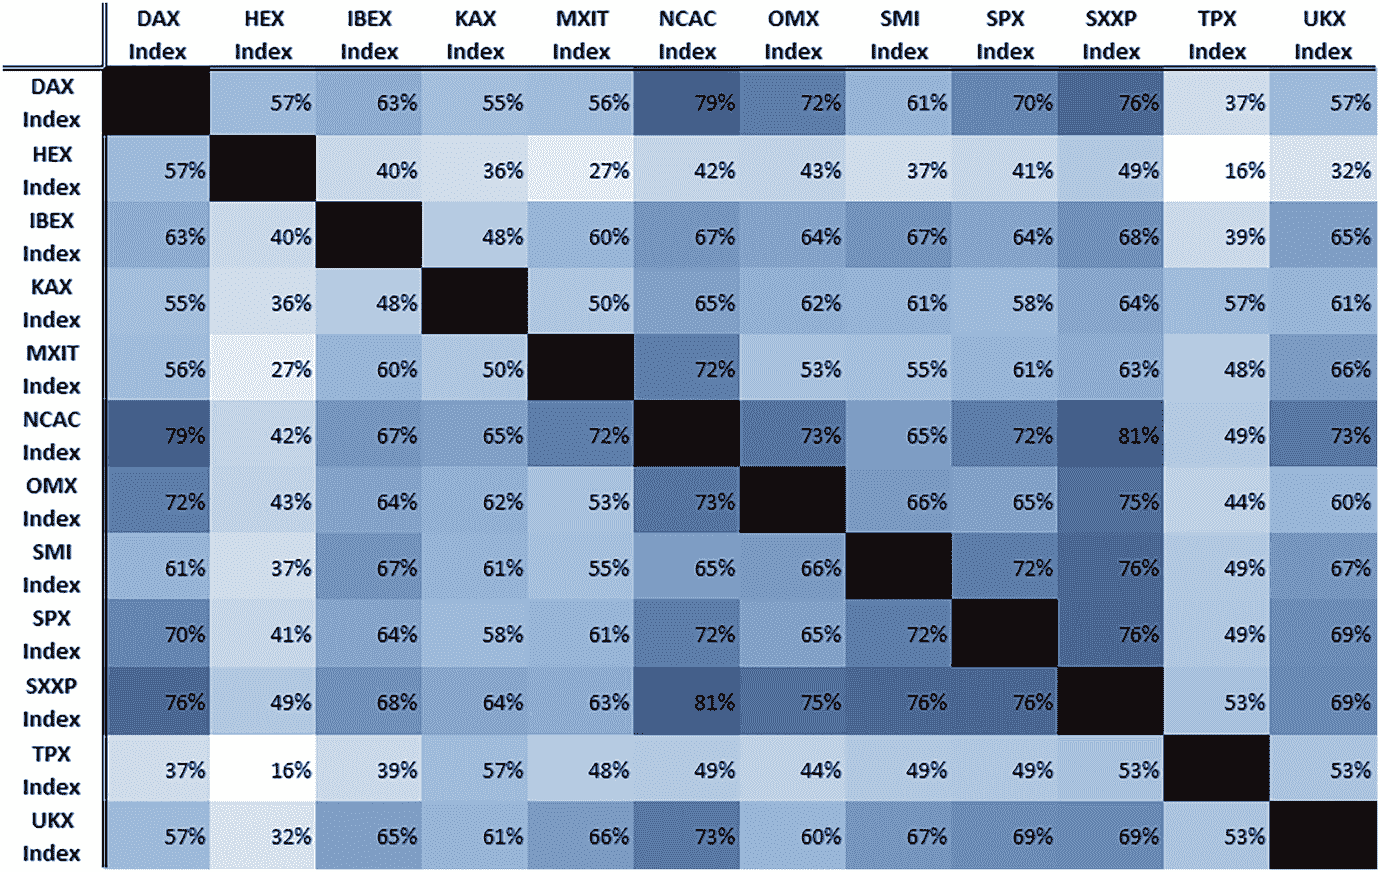 DAX HEX IBEX KAX MXIT NCAC OMX SMI SPX SXXP TPX UKX
Index Index Index Index Index Index Index Index Index Index Index Index
DAX
Index
57% 63% 55% 56% 79% 72% 61% 70% 76% 37% 57%
HEX
Index
57% 40% 36% 27% 42% 43% 37% 41% 49% 16% 32%
IBEX
Index
63% 40% 48% 60% 67% 64% 67% 64% 68% 39% 65%
KAX
Index
55% 36% 48% 50% 65% 62% 61% 58% 64% 57% 61%
MXIT
Index
56% 27% 60% 50% 72% 53% 55% 61% 63% 48% 66%
NCAC
Index
79% 42% 67% 65% 72% 73% 65% 72% 81% 49% 73%
OMX
Index
72% 43% 64% 62% 53% 73% 66% 65% 75% 44% 60%
SMI
Index
61% 37% 67% 61% 55% 65% 66% 72% 76% 49% 67%
SPX
Index
70% 41% 64% 58% 61% 72% 65% 72% 76% 49% 69%
SXXP
Index
76% 49% 68% 64% 63% 81% 75% 76% 76% 53% 69%
TPX
Index
37% 16% 39% 57% 48% 49% 44% 49% 49% 53% 53%
UKX
Index
57% 32% 65% 61% 66% 73% 60% 67% 69% 69% 53%